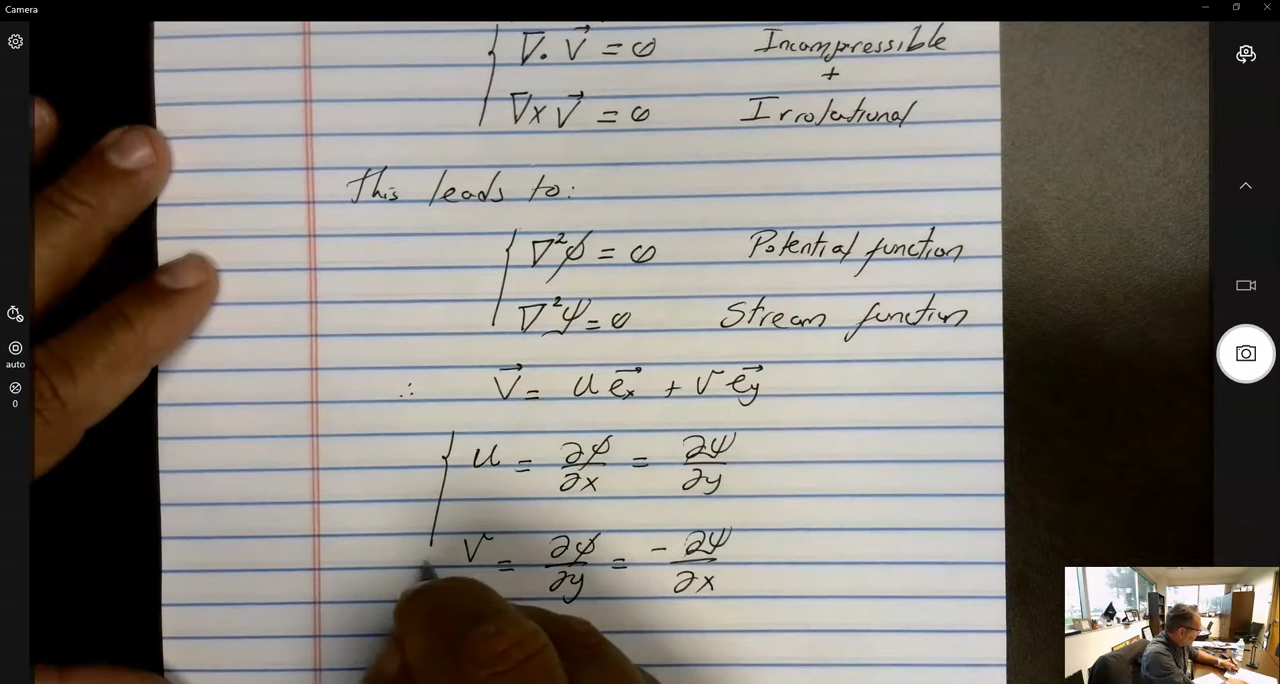 Camera
∇· V⃗ = 0 Incompressible
+
∇x V⃗ = 0 Irrotational
This leads to:
∇²φ = 0 Potential function
∇²ψ = 0 Stream function
∴ V⃗ = u e⃗x + v e⃗y
u = ∂φ/∂x = ∂ψ/∂y
v = ∂φ/∂y = - ∂ψ/∂x
auto
0